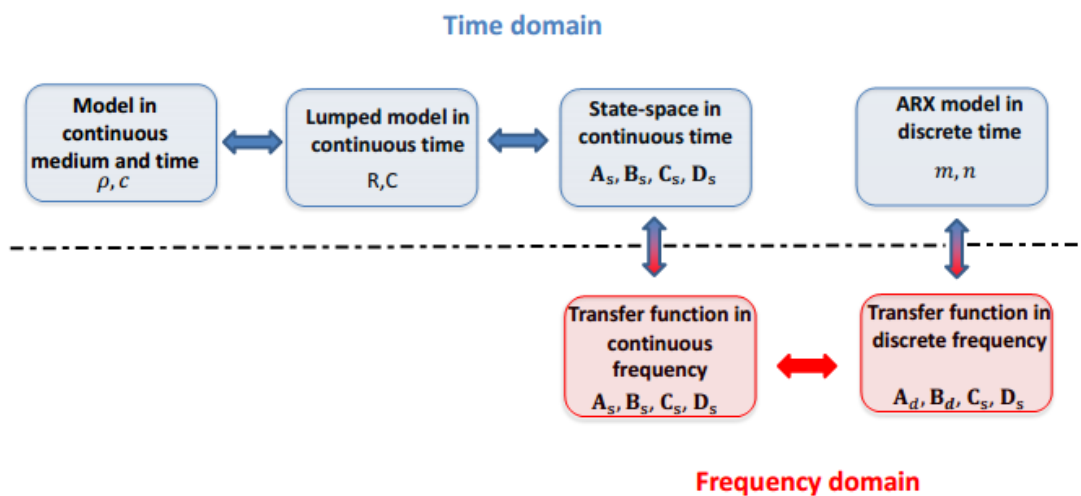 Time domain
Model in
continuous
medium and time
ρ, c
Lumped model in
continuous time
R,C
State-space in
continuous time
A_s, B_s, C_s, D_s
ARX model in
discrete time
m, n
Transfer function in
continuous
frequency
A_s, B_s, C_s, D_s
Transfer function in
discrete frequency
A_d, B_d, C_s, D_s
Frequency domain